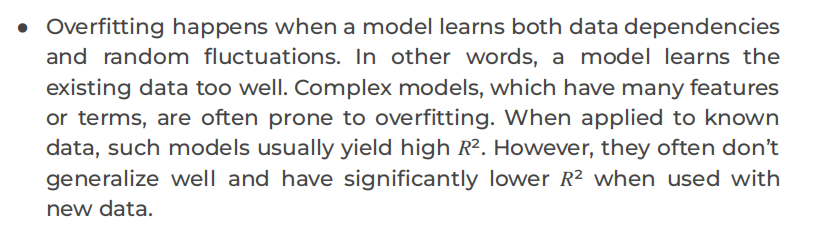 • Overfitting happens when a model learns both data dependencies
and random fluctuations. In other words, a model learns the
existing data too well. Complex models, which have many features
or terms, are often prone to overfitting. When applied to known
data, such models usually yield high R². However, they often don’t
generalize well and have significantly lower R² when used with
new data.